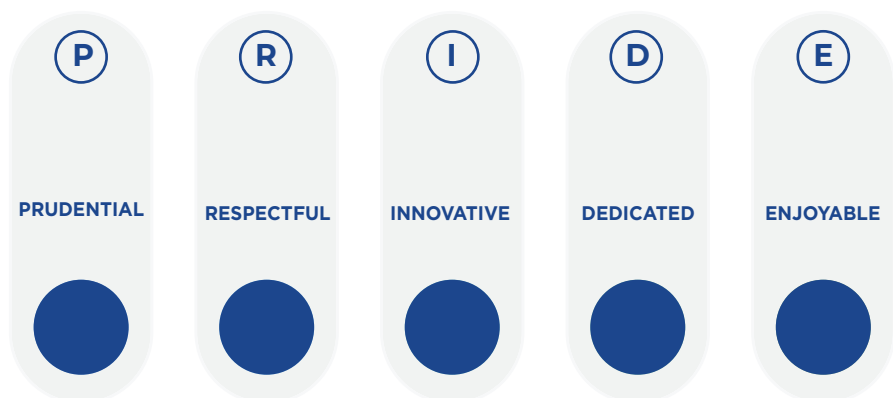 P
R
I
D
E
PRUDENTIAL
RESPECTFUL
INNOVATIVE
DEDICATED
ENJOYABLE